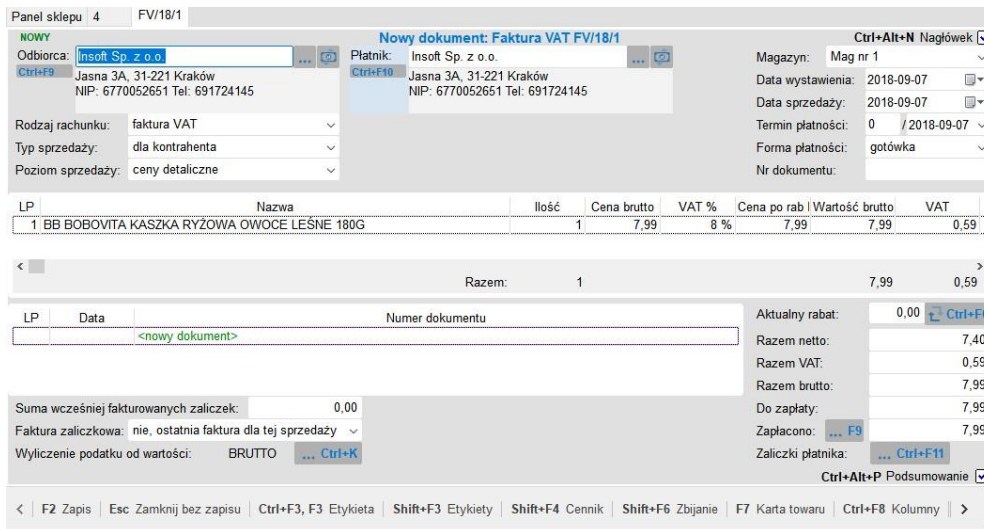 Panel sklepu 4 FV/18/1
NOWY Nowy dokument: Faktura VAT FV/18/1 Ctrl+Alt+N Nagłówek
Odbiorca: Insoft Sp. z o.o. ... Płatnik: Insoft Sp. z o.o. ... Magazyn: Mag nr 1
Ctrl+F9 Jasna 3A, 31-221 Kraków Ctrl+F10 Jasna 3A, 31-221 Kraków Data wystawienia: 2018-09-07
NIP: 6770052651 Tel: 691724145 NIP: 6770052651 Tel: 691724145 Data sprzedaży: 2018-09-07
Rodzaj rachunku: faktura VAT Termin płatności: 0 / 2018-09-07
Typ sprzedaży: dla kontrahenta Forma płatności: gotówka
Poziom sprzedaży: ceny detaliczne Nr dokumentu:
LP Nazwa Ilość Cena brutto VAT % Cena po rab Wartość brutto VAT
1 BB BOBOVITA KASZKA RYŻOWA OWOCE LEŚNE 180G 1 7,99 8 % 7,99 7,99 0,59
Razem: 1 7,99 0,59
LP Data Numer dokumentu Aktualny rabat: 0,00
<nowy dokument> Razem netto: 7,40
Razem VAT: 0,59
Razem brutto: 7,99
Suma wcześniej fakturowanych zaliczek: 0,00 Do zapłaty: 7,99
Faktura zaliczkowa: nie, ostatnia faktura dla tej sprzedaży Zapłacono: ... F9 7,99
Wyliczenie podatku od wartości: BRUTTO ... Ctrl+K Zaliczki płatnika: ... Ctrl+F11
Ctrl+Alt+P Podsumowanie
F2 Zapis Esc Zamknij bez zapisu Ctrl+F3, F3 Etykieta Shift+F3 Etykiety Shift+F4 Cennik Shift+F6 Zbijanie F7 Karta towaru Ctrl+F8 Kolumny